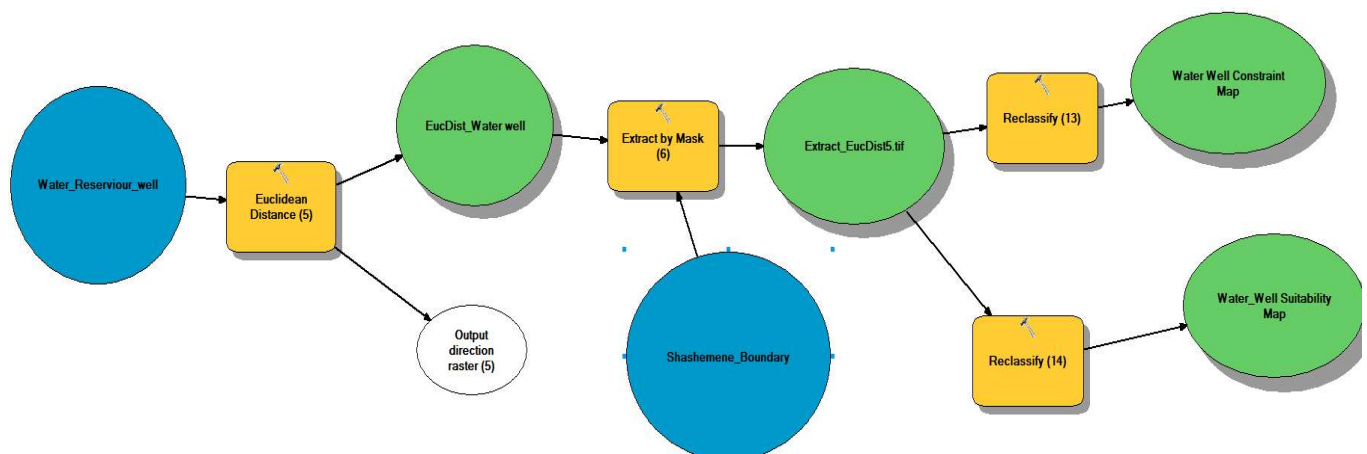 Water_Reserviour_well
Euclidean
Distance (5)
EucDist_Water well
Output
direction
raster (5)
Extract by Mask
(6)
Shashemene_Boundary
Extract_EucDist5.tif
Reclassify (13)
Water Well Constraint
Map
Reclassify (14)
Water_Well Suitability
Map